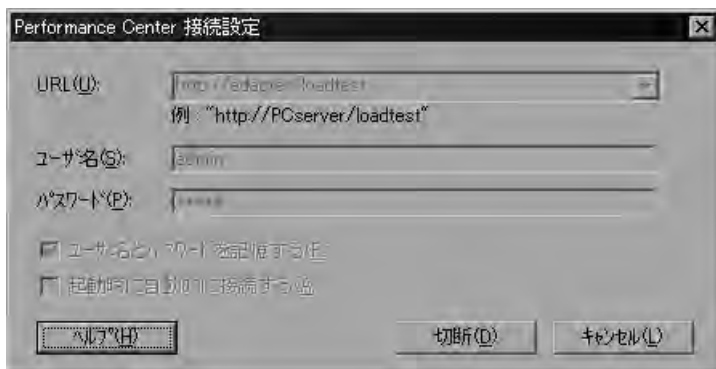 Performance Center 接続設定
URL(U): http://adapter/loadtest
例: "http://PCserver/loadtest"
ユーザ名(S): admin
パスワード(P):
ユーザ名とパスワードを記憶する(R)
起動時に自動的に接続する(A)
ヘルプ(H) 切断(D) キャンセル(L)